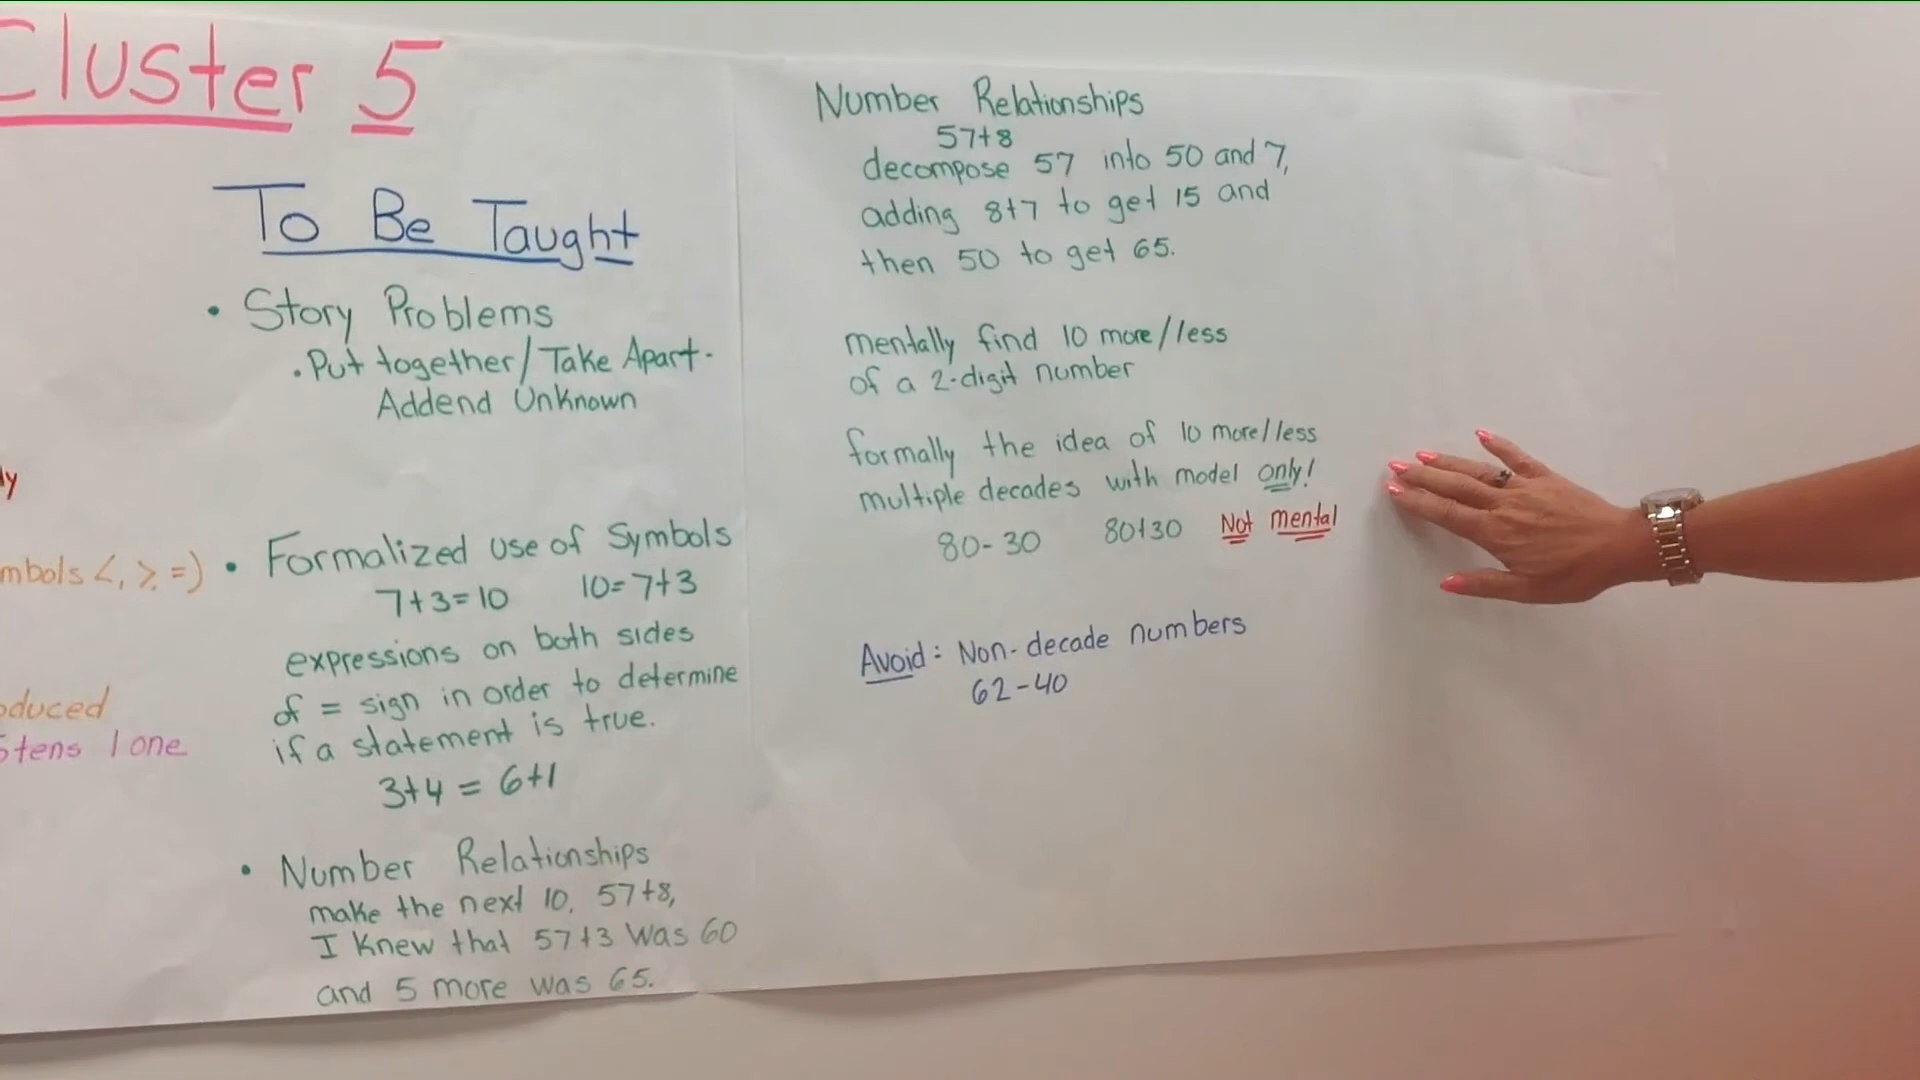 Cluster 5
To Be Taught
• Story Problems
• Put together/Take Apart-
Addend Unknown
mbols <, >, =)
• Formalized use of Symbols
7+3=10 10=7+3
expressions on both sides
of = sign in order to determine
if a statement is true.
3+4 = 6+1
oduced
5 tens 1 one
• Number Relationships
make the next 10, 57+8,
I knew that 57+3 was 60
and 5 more was 65.
Number Relationships
57+8
decompose 57 into 50 and 7,
adding 8+7 to get 15 and
then 50 to get 65.
mentally find 10 more/less
of a 2-digit number
formally the idea of 10 more/less
multiple decades with model only!
80-30 80+30 Not mental
Avoid: Non-decade numbers
62-40